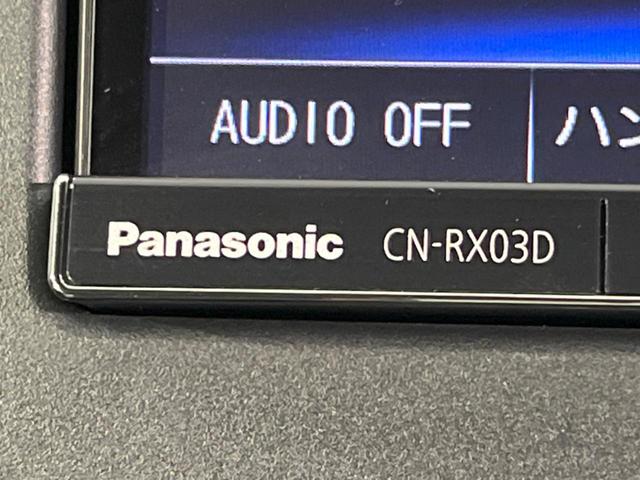 AUDIO OFF ハン
Panasonic CN-RX03D